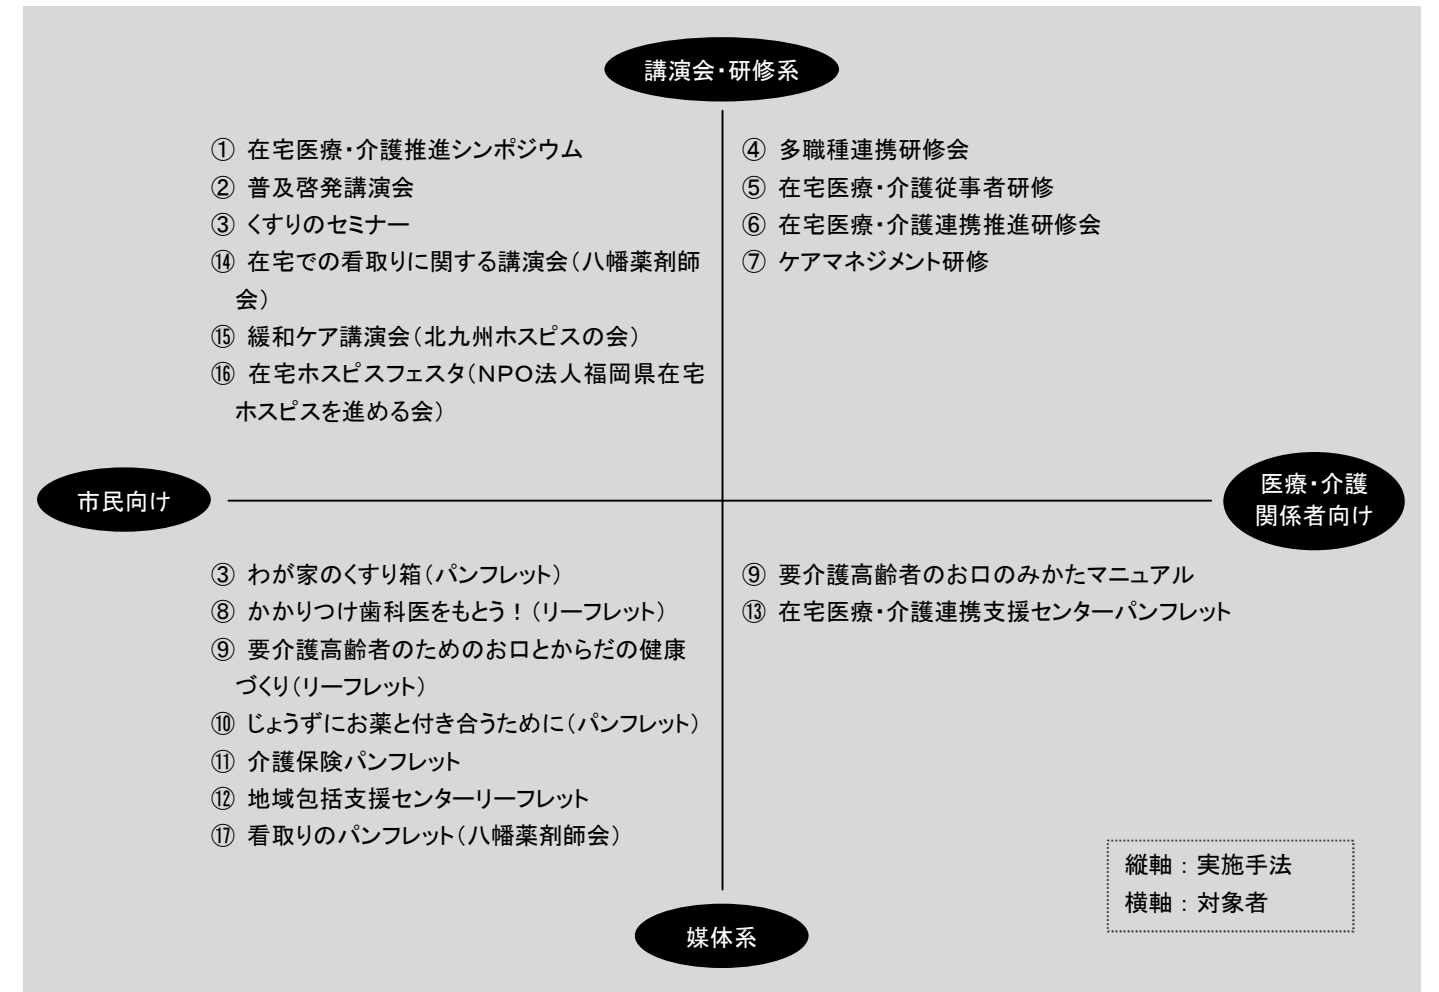 講演会・研修系
① 在宅医療・介護推進シンポジウム
② 普及啓発講演会
③ くすりのセミナー
⑭ 在宅での看取りに関する講演会（八幡薬剤師
会）
⑮ 緩和ケア講演会（北九州ホスピスの会）
⑯ 在宅ホスピスフェスタ（ＮＰＯ法人福岡県在宅
ホスピスを進める会）
④ 多職種連携研修会
⑤ 在宅医療・介護従事者研修
⑥ 在宅医療・介護連携推進研修会
⑦ ケアマネジメント研修
市民向け
医療・介護
関係者向け
③ わが家のくすり箱（パンフレット）
⑧ かかりつけ歯科医をもとう！（リーフレット）
⑨ 要介護高齢者のためのお口とからだの健康
づくり（リーフレット）
⑩ じょうずにお薬と付き合うために（パンフレット）
⑪ 介護保険パンフレット
⑫ 地域包括支援センターリーフレット
⑰ 看取りのパンフレット（八幡薬剤師会）
⑨ 要介護高齢者のお口のみかたマニュアル
⑬ 在宅医療・介護連携支援センターパンフレット
縦軸：実施手法
横軸：対象者
媒体系